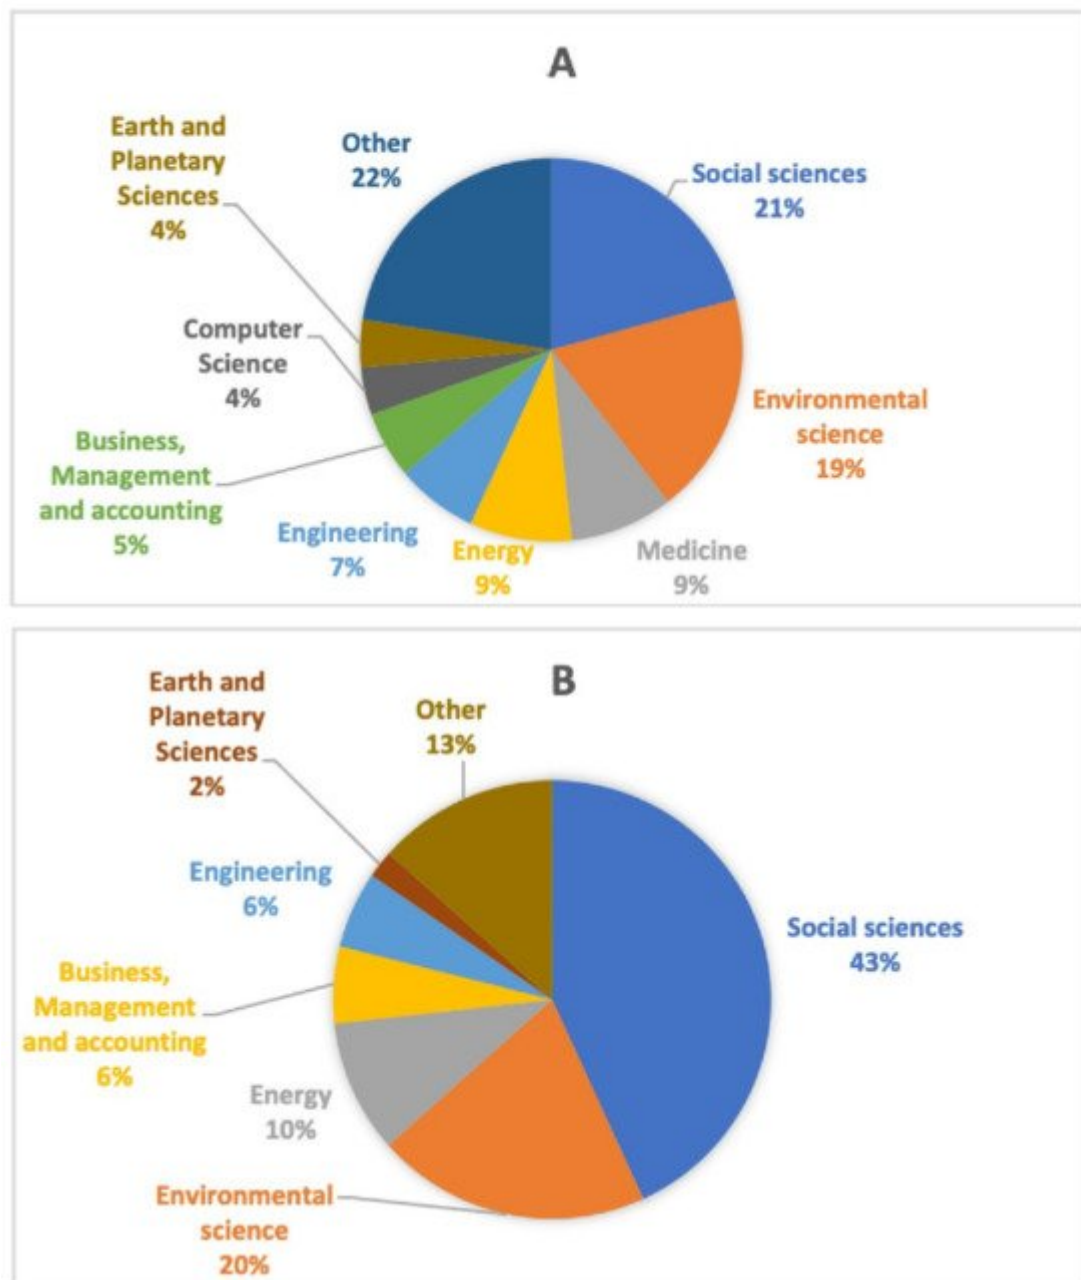 A
Earth and
Planetary
Sciences
4%
Other
22%
Social sciences
21%
Computer
Science
4%
Environmental
science
19%
Business,
Management
and accounting
5%
Engineering
7%
Energy
9%
Medicine
9%
B
Earth and
Planetary
Sciences
2%
Other
13%
Engineering
6%
Social sciences
43%
Business,
Management
and accounting
6%
Energy
10%
Environmental
science
20%